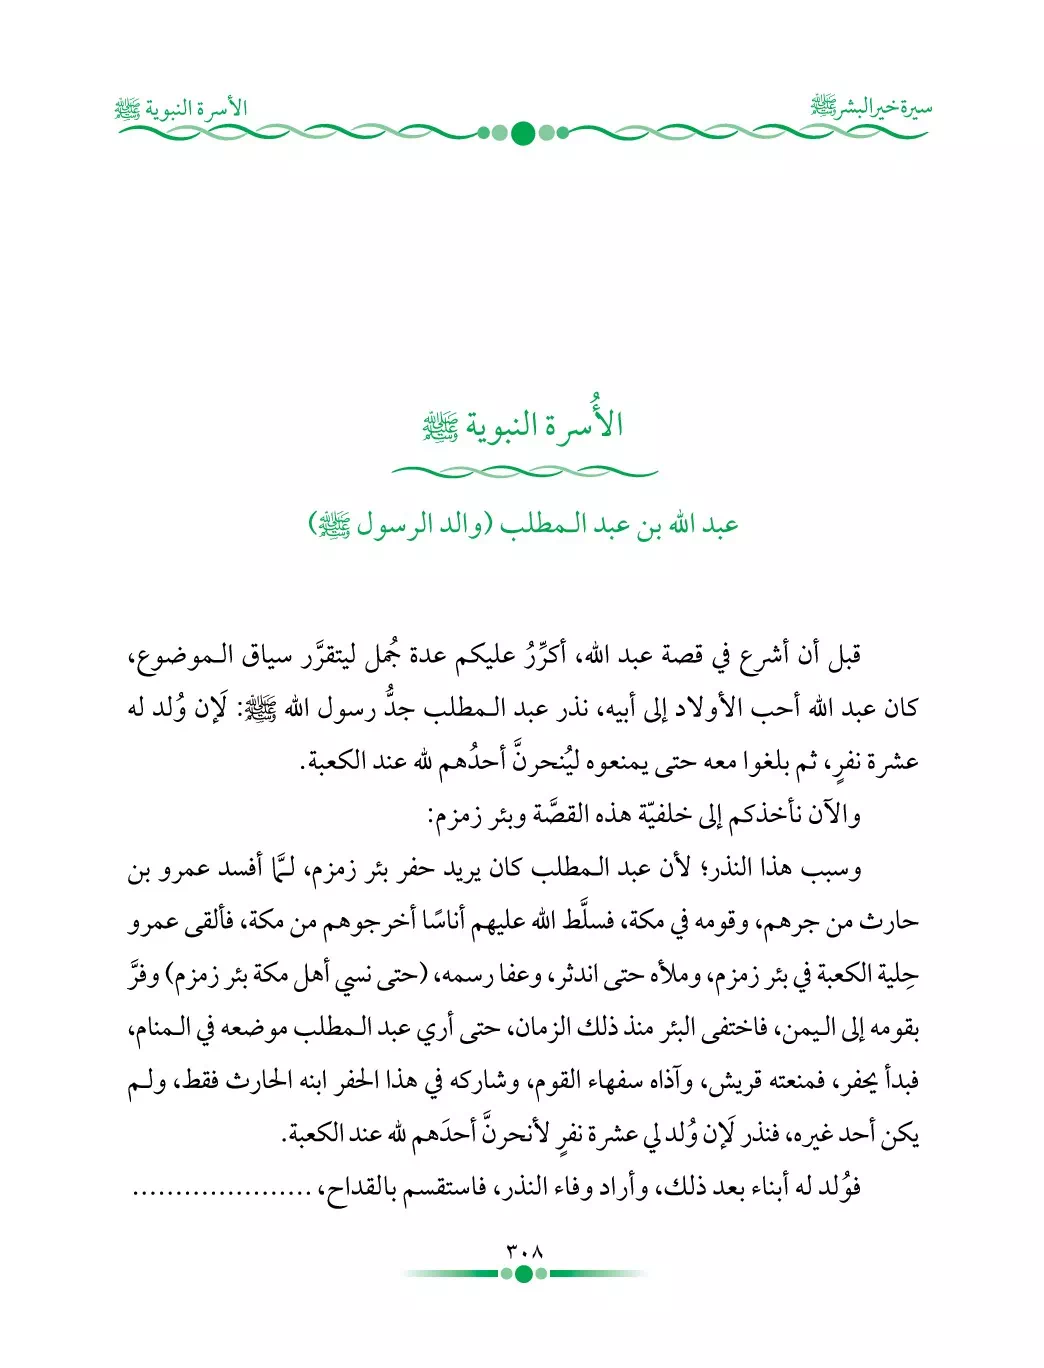 سيرة خير البشر ﷺ
الأسرة النبوية ﷺ
الأُسرة النبوية ﷺ
عبد الله بن عبد الـمطلب (والد الرسول ﷺ)
قبل أن أشرع في قصة عبد الله، أكرِّرُ عليكم عدة جُمل ليتقرَّر سياق الـموضوع،
كان عبد الله أحب الأولاد إلى أبيه، نذر عبد الـمطلب جدُّ رسول الله ﷺ: لَإن وُلد له
عشرة نفرٍ، ثم بلغوا معه حتى يمنعوه ليُنحرنَّ أحدُهم لله عند الكعبة.
والآن نأخذكم إلى خلفيّة هذه القصَّة وبئر زمزم:
وسبب هذا النذر؛ لأن عبد الـمطلب كان يريد حفر بئر زمزم، لـمَّا أفسد عمرو بن
حارث من جرهم، وقومه في مكة، فسلَّط الله عليهم أناسًا أخرجوهم من مكة، فألقى عمرو
حِلية الكعبة في بئر زمزم، وملأه حتى اندثر، وعفا رسمه، (حتى نسي أهل مكة بئر زمزم) وفرَّ
بقومه إلى الـيمن، فاختفى البئر منذ ذلك الزمان، حتى أري عبد الـمطلب موضعه في الـمنام،
فبدأ يحفر، فمنعته قريش، وآذاه سفهاء القوم، وشاركه في هذا الحفر ابنه الحارث فقط، ولـم
يكن أحد غيره، فنذر لَإن وُلد لي عشرة نفرٍ لأنحرنَّ أحدَهم لله عند الكعبة.
فوُلد له أبناء بعد ذلك، وأراد وفاء النذر، فاستقسم بالقداح، .....................
٣٠٨